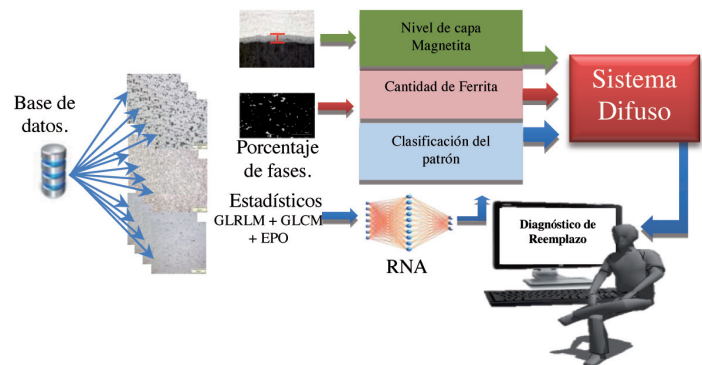 Base de
datos.
Nivel de capa
Magnetita
Cantidad de Ferrita
Clasificación del
patrón
Sistema
Difuso
Porcentaje
de fases.
Estadísticos
GLRLM + GLCM
+ EPO
RNA
Diagnóstico de
Reemplazo